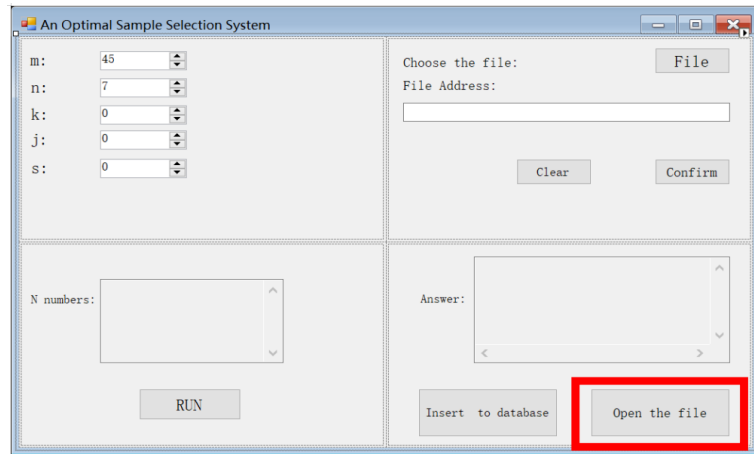 An Optimal Sample Selection System
m: 45
n: 7
k: 0
j: 0
s: 0
Choose the file: File
File Address:
Clear Confirm
N numbers:
RUN
Answer:
Insert to database Open the file